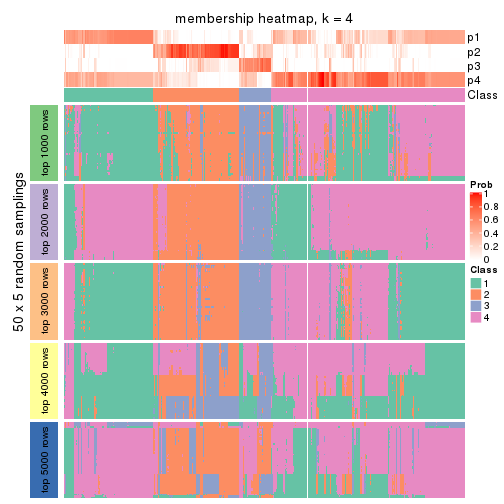 membership heatmap, k = 4
p1
p2
p3
p4
Class
50 x 5 random samplings
top 1000 rows
top 2000 rows
top 3000 rows
top 4000 rows
top 5000 rows
Prob
1
0.8
0.6
0.4
0.2
0
Class
1
2
3
4